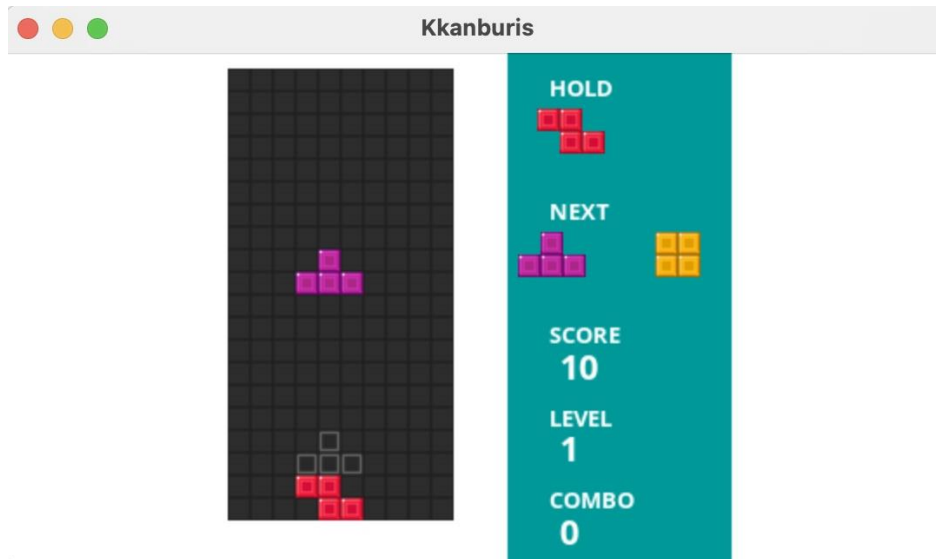 Kkanburis
HOLD
NEXT
SCORE
10
LEVEL
1
COMBO
0